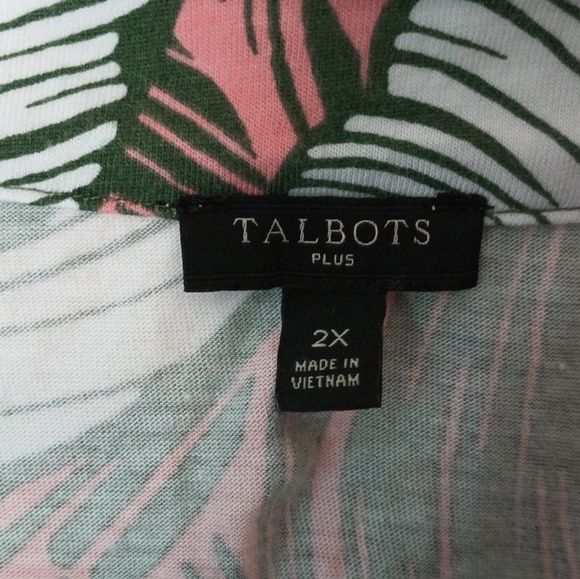 TALBOTS
PLUS
2X
MADE IN
VIETNAM